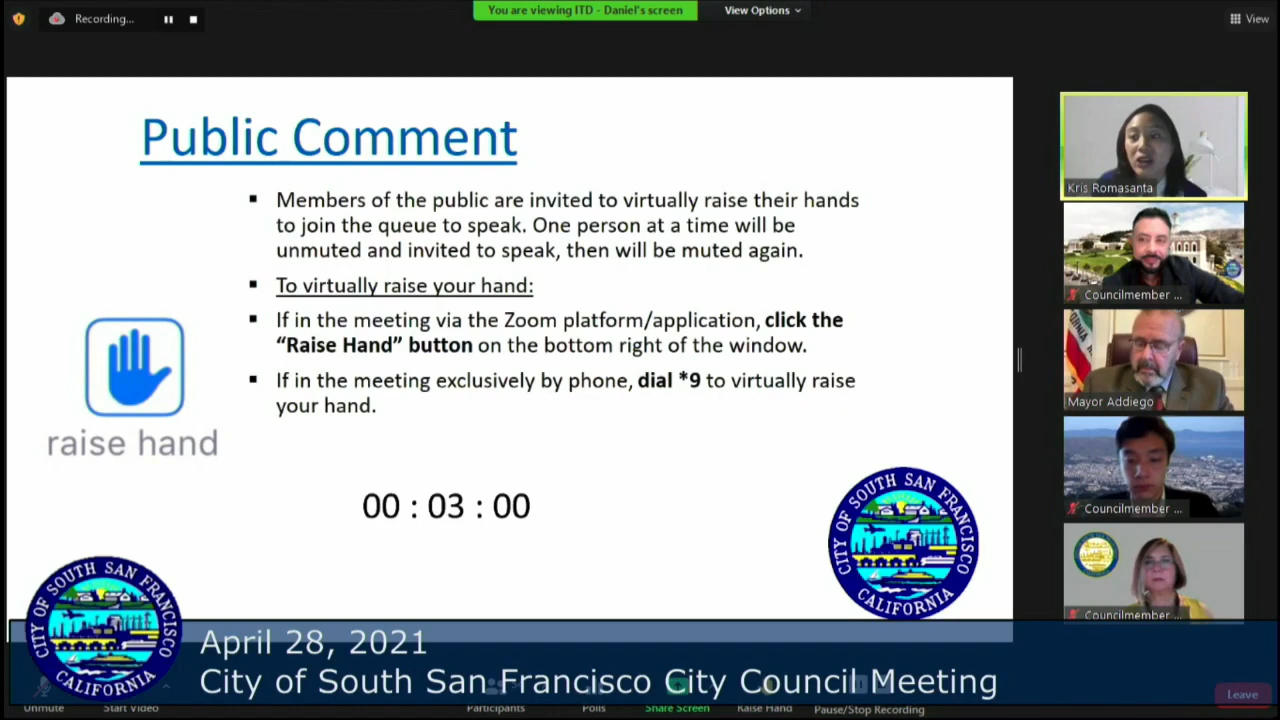 Recording...
You are viewing ITD - Daniel's screen
View Options
View
Public Comment
▪ Members of the public are invited to virtually raise their hands
to join the queue to speak. One person at a time will be
unmuted and invited to speak, then will be muted again.
▪ To virtually raise your hand:
▪ If in the meeting via the Zoom platform/application, click the
“Raise Hand” button on the bottom right of the window.
▪ If in the meeting exclusively by phone, dial *9 to virtually raise
your hand.
raise hand
00 : 03 : 00
CITY OF SOUTH SAN FRANCISCO
CALIFORNIA
Kris Romasanta
Councilmember ...
Mayor Addiego
Councilmember ...
Councilmember ...
CITY OF SOUTH SAN FRANCISCO
CALIFORNIA
April 28, 2021
City of South San Francisco City Council Meeting
Unmute
Start Video
Participants
Polls
Share Screen
Raise Hand
Pause/Stop Recording
Leave